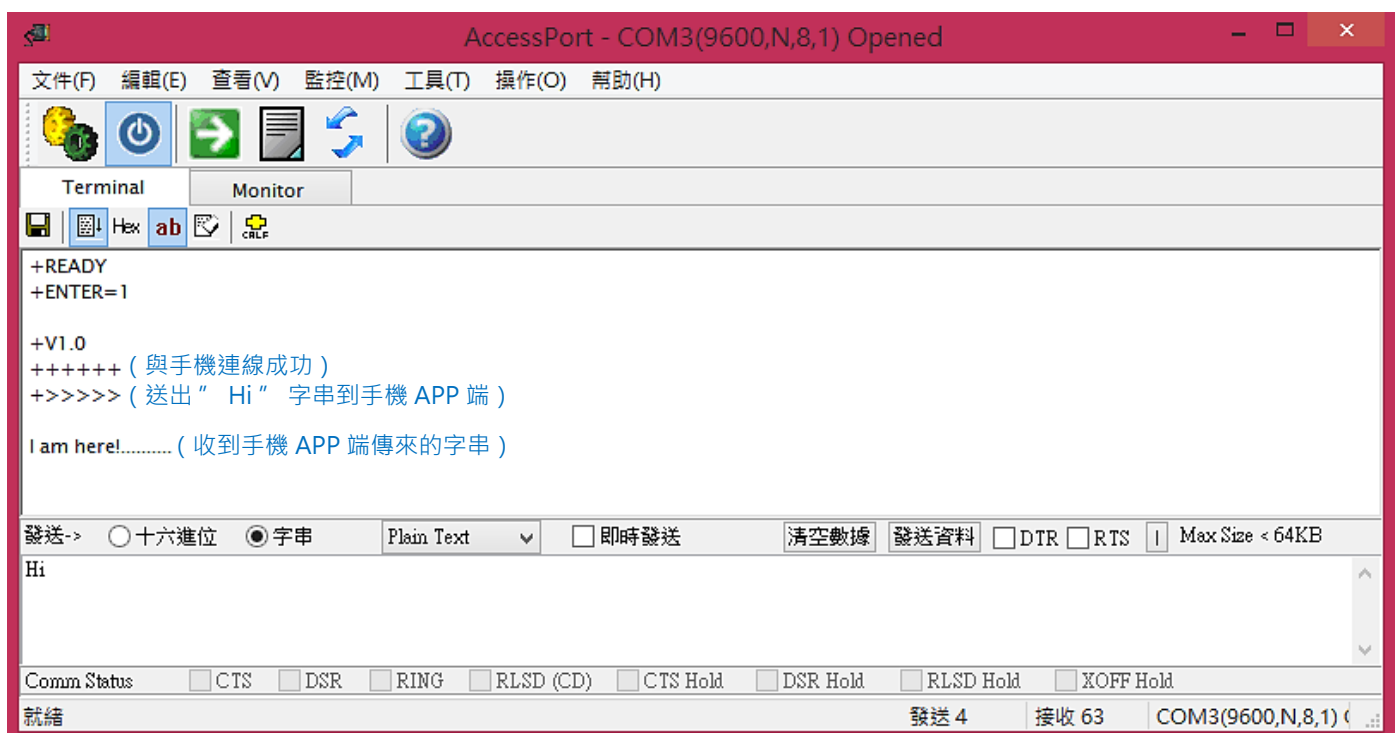 AccessPort - COM3(9600,N,8,1) Opened
文件(F) 編輯(E) 查看(V) 監控(M) 工具(T) 操作(O) 幫助(H)
Terminal Monitor
Hex ab CRLF
+READY
+ENTER=1
+V1.0
++++++ ( 與手機連線成功 )
+>>>>> ( 送出 ” Hi ” 字串到手機 APP 端 )
I am here!.......... ( 收到手機 APP 端傳來的字串 )
發送-> 十六進位 字串 Plain Text 即時發送 清空數據 發送資料 DTR RTS | Max Size < 64KB
Hi
Comm Status CTS DSR RING RLSD (CD) CTS Hold DSR Hold RLSD Hold XOFF Hold
就緒 發送 4 接收 63 COM3(9600,N,8,1)